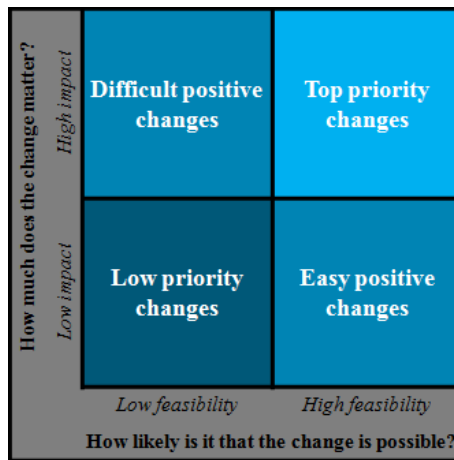 How much does the change matter?
High impact
Low impact
Difficult positive
changes
Top priority
changes
Low priority
changes
Easy positive
changes
Low feasibility
High feasibility
How likely is it that the change is possible?